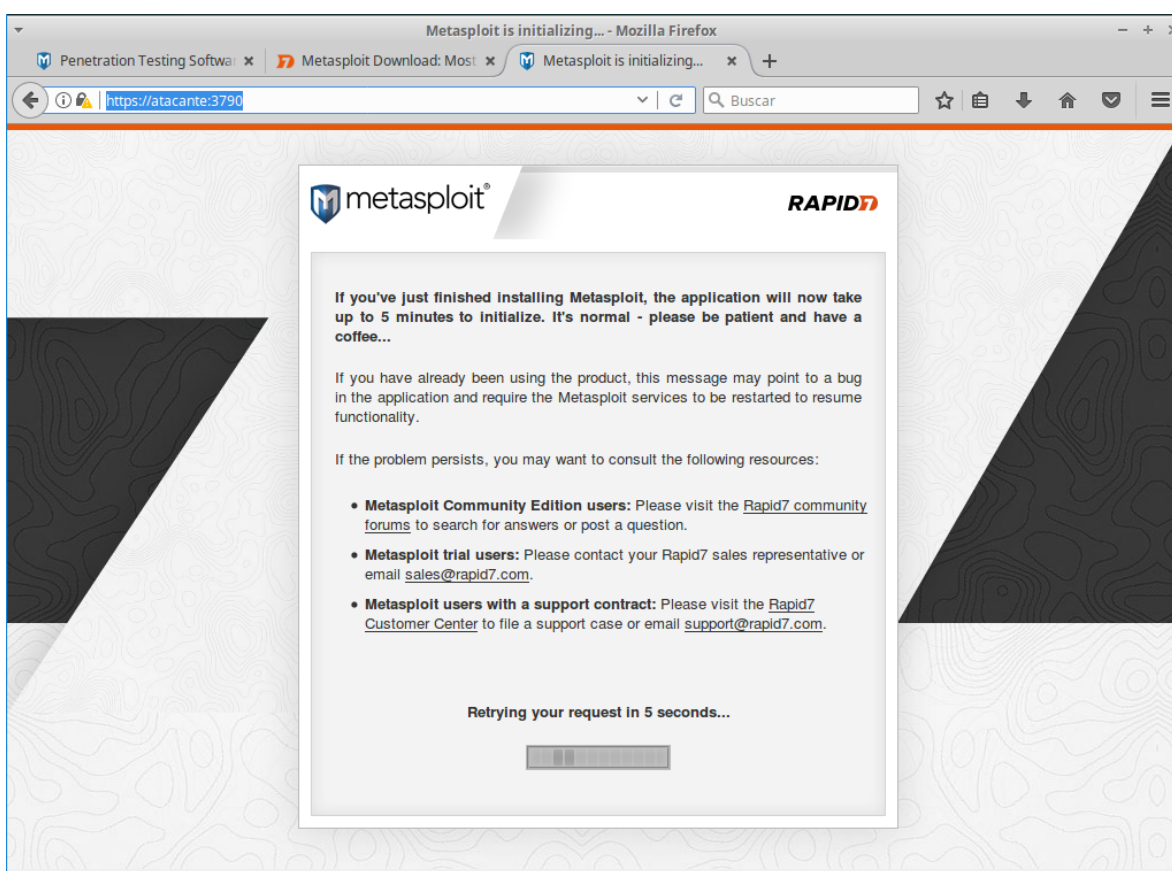 Metasploit is initializing... - Mozilla Firefox
Penetration Testing Softwar
Metasploit Download: Most
Metasploit is initializing...
https://atacante:3790
Buscar
metasploit®
RAPID7
If you've just finished installing Metasploit, the application will now take
up to 5 minutes to initialize. It's normal - please be patient and have a
coffee...
If you have already been using the product, this message may point to a bug
in the application and require the Metasploit services to be restarted to resume
functionality.
If the problem persists, you may want to consult the following resources:
• Metasploit Community Edition users: Please visit the Rapid7 community
forums to search for answers or post a question.
• Metasploit trial users: Please contact your Rapid7 sales representative or
email sales@rapid7.com.
• Metasploit users with a support contract: Please visit the Rapid7
Customer Center to file a support case or email support@rapid7.com.
Retrying your request in 5 seconds...